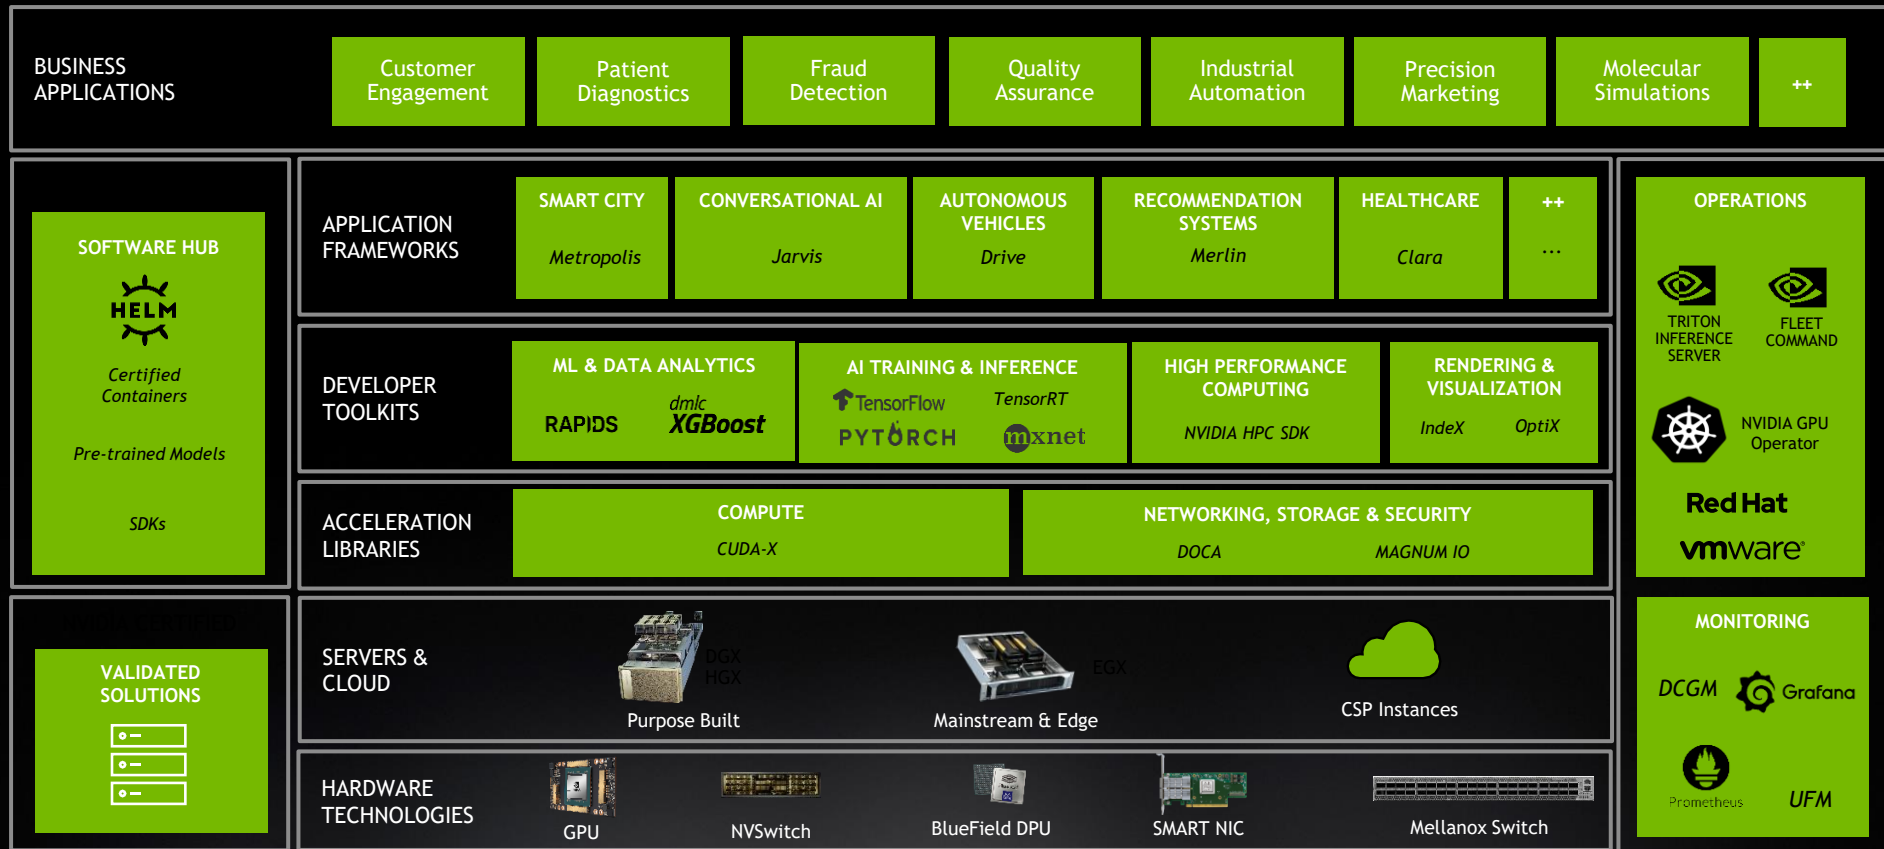 BUSINESS
APPLICATIONS
Customer
Engagement
Patient
Diagnostics
Fraud
Detection
Quality
Assurance
Industrial
Automation
Precision
Marketing
Molecular
Simulations
++
SOFTWARE HUB
HELM
Certified
Containers
Pre-trained Models
SDKs
APPLICATION
FRAMEWORKS
SMART CITY
Metropolis
CONVERSATIONAL AI
Jarvis
AUTONOMOUS
VEHICLES
Drive
RECOMMENDATION
SYSTEMS
Merlin
HEALTHCARE
Clara
++
...
DEVELOPER
TOOLKITS
ML & DATA ANALYTICS
RAPIDS
dmlc
XGBoost
AI TRAINING & INFERENCE
TensorFlow
TensorRT
PYTORCH
mxnet
HIGH PERFORMANCE
COMPUTING
NVIDIA HPC SDK
RENDERING &
VISUALIZATION
IndeX
OptiX
ACCELERATION
LIBRARIES
COMPUTE
CUDA-X
NETWORKING, STORAGE & SECURITY
DOCA
MAGNUM IO
OPERATIONS
TRITON
INFERENCE
SERVER
FLEET
COMMAND
NVIDIA GPU
Operator
Red Hat
vmware
NVIDIA CERTIFIED
VALIDATED
SOLUTIONS
SERVERS &
CLOUD
DGX
HGX
Purpose Built
EGX
Mainstream & Edge
CSP Instances
HARDWARE
TECHNOLOGIES
GPU
NVSwitch
BlueField DPU
SMART NIC
Mellanox Switch
MONITORING
DCGM
Grafana
Prometheus
UFM